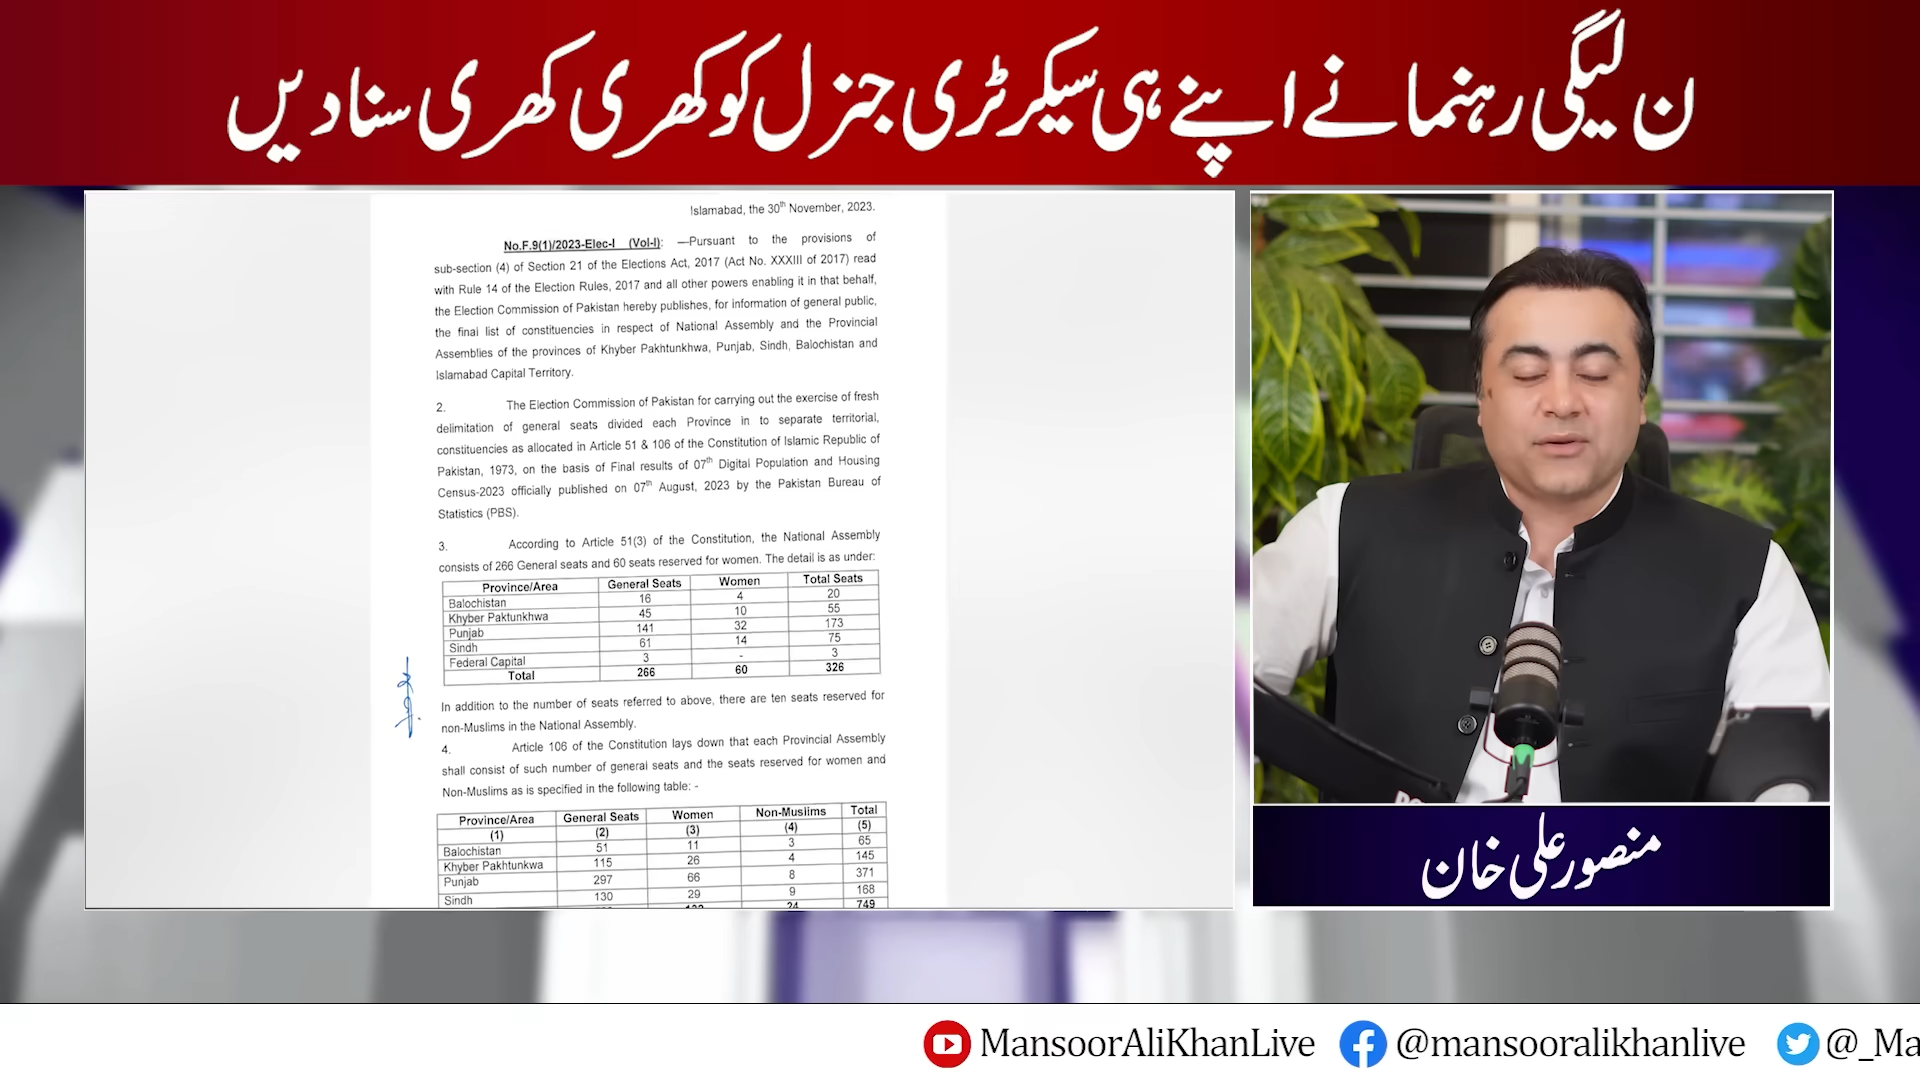 ن لیگی رہنما نے اپنے ہی سیکرٹری جنرل کو کھری کھری سنا دیں
Islamabad, the 30th November, 2023.
No.F.9(1)/2023-Elec-I (Vol-I): —Pursuant to the provisions of
sub-section (4) of Section 21 of the Elections Act, 2017 (Act No. XXXIII of 2017) read
with Rule 14 of the Election Rules, 2017 and all other powers enabling it in that behalf,
the Election Commission of Pakistan hereby publishes, for information of general public,
the final list of constituencies in respect of National Assembly and the Provincial
Assemblies of the provinces of Khyber Pakhtunkhwa, Punjab, Sindh, Balochistan and
Islamabad Capital Territory.
2. The Election Commission of Pakistan for carrying out the exercise of fresh
delimitation of general seats divided each Province in to separate territorial,
constituencies as allocated in Article 51 & 106 of the Constitution of Islamic Republic of
Pakistan, 1973, on the basis of Final results of 07th Digital Population and Housing
Census-2023 officially published on 07th August, 2023 by the Pakistan Bureau of
Statistics (PBS).
3. According to Article 51(3) of the Constitution, the National Assembly
consists of 266 General seats and 60 seats reserved for women. The detail is as under:
Province/Area General Seats Women Total Seats
Balochistan 16 4 20
Khyber Paktunkhwa 45 10 55
Punjab 141 32 173
Sindh 61 14 75
Federal Capital 3 - 3
Total 266 60 326
In addition to the number of seats referred to above, there are ten seats reserved for
non-Muslims in the National Assembly.
4. Article 106 of the Constitution lays down that each Provincial Assembly
shall consist of such number of general seats and the seats reserved for women and
Non-Muslims as is specified in the following table: -
Province/Area General Seats Women Non-Muslims Total
(1) (2) (3) (4) (5)
Balochistan 51 11 3 65
Khyber Pakhtunkwa 115 26 4 145
Punjab 297 66 8 371
Sindh 130 29 9 168
24 749
منصور علی خان
MansoorAliKhanLive @mansooralikhanlive @_Ma